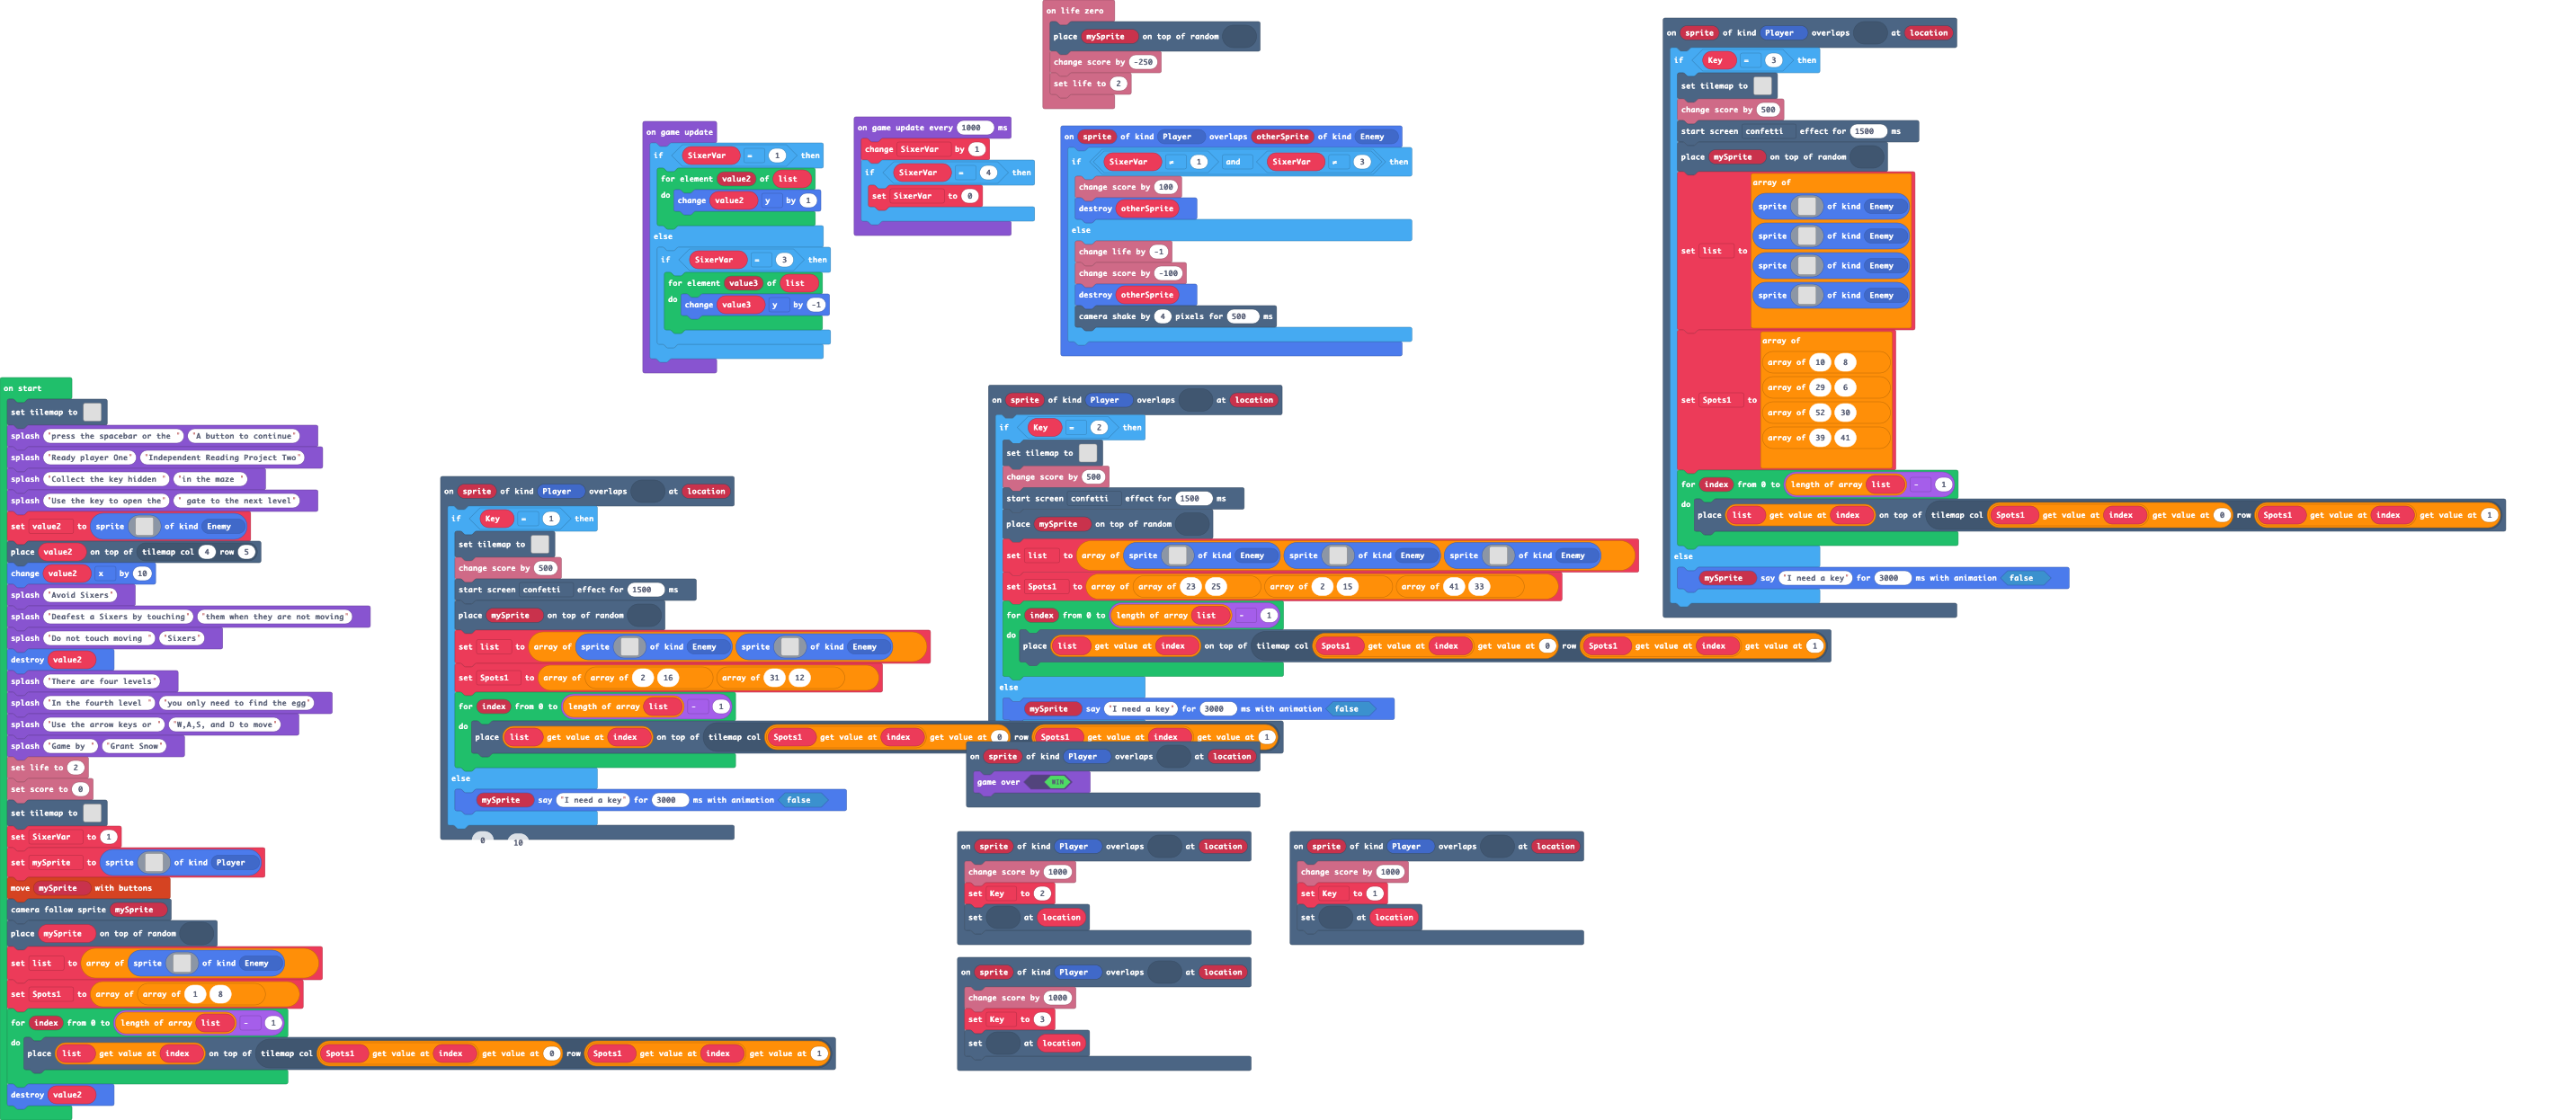 on life zero
place mySprite on top of random
change score by -250
set life to 2
on game update
if SixerVar = 1 then
for element value2 of list
do change value2 y by 1
else
if SixerVar = 3 then
for element value3 of list
do change value3 y by -1
on game update every 1000 ms
change SixerVar by 1
if SixerVar = 4 then
set SixerVar to 0
on sprite of kind Player overlaps otherSprite of kind Enemy
if SixerVar ≠ 1 and SixerVar ≠ 3 then
change score by 100
destroy otherSprite
else
change life by -1
change score by -100
destroy otherSprite
camera shake by 4 pixels for 500 ms
on sprite of kind Player overlaps at location
if Key = 3 then
set tilemap to
change score by 500
start screen confetti effect for 1500 ms
place mySprite on top of random
set list to array of
sprite of kind Enemy
sprite of kind Enemy
sprite of kind Enemy
sprite of kind Enemy
set Spots1 to array of
array of 10 8
array of 29 6
array of 52 30
array of 39 41
for index from 0 to length of array list - 1
do place list get value at index on top of tilemap col Spots1 get value at index get value at 0 row Spots1 get value at index get value at 1
else
mySprite say "I need a key" for 3000 ms with animation false
on start
set tilemap to
splash "press the spacebar or the " "A button to continue"
splash "Ready player One" "Independent Reading Project Two"
splash "Collect the key hidden " "in the maze "
splash "Use the key to open the" " gate to the next level"
set value2 to sprite of kind Enemy
place value2 on top of tilemap col 4 row 5
change value2 x by 10
splash "Avoid Sixers"
splash "Deafest a Sixers by touching" "them when they are not moving"
splash "Do not touch moving " "Sixers"
destroy value2
splash "There are four levels"
splash "In the fourth level " "you only need to find the egg"
splash "Use the arrow keys or " "W,A,S, and D to move"
splash "Game by " "Grant Snow"
set life to 2
set score to 0
set tilemap to
set SixerVar to 1
set mySprite to sprite of kind Player
move mySprite with buttons
camera follow sprite mySprite
place mySprite on top of random
set list to array of sprite of kind Enemy
set Spots1 to array of array of 1 8
for index from 0 to length of array list - 1
do place list get value at index on top of tilemap col Spots1 get value at index get value at 0 row Spots1 get value at index get value at 1
destroy value2
on sprite of kind Player overlaps at location
if Key = 1 then
set tilemap to
change score by 500
start screen confetti effect for 1500 ms
place mySprite on top of random
set list to array of sprite of kind Enemy sprite of kind Enemy
set Spots1 to array of array of 2 16 array of 31 12
for index from 0 to length of array list - 1
do place list get value at index on top of tilemap col Spots1 get value at index get value at 0 row Spots1 get value at index get value at 1
else
mySprite say "I need a key" for 3000 ms with animation false
0 10
on sprite of kind Player overlaps at location
if Key = 2 then
set tilemap to
change score by 500
start screen confetti effect for 1500 ms
place mySprite on top of random
set list to array of sprite of kind Enemy sprite of kind Enemy sprite of kind Enemy
set Spots1 to array of array of 23 25 array of 2 15 array of 41 33
for index from 0 to length of array list - 1
do place list get value at index on top of tilemap col Spots1 get value at index get value at 0 row Spots1 get value at index get value at 1
else
mySprite say "I need a key" for 3000 ms with animation false
on sprite of kind Player overlaps at location
game over WIN
on sprite of kind Player overlaps at location
change score by 1000
set Key to 2
set at location
on sprite of kind Player overlaps at location
change score by 1000
set Key to 1
set at location
on sprite of kind Player overlaps at location
change score by 1000
set Key to 3
set at location